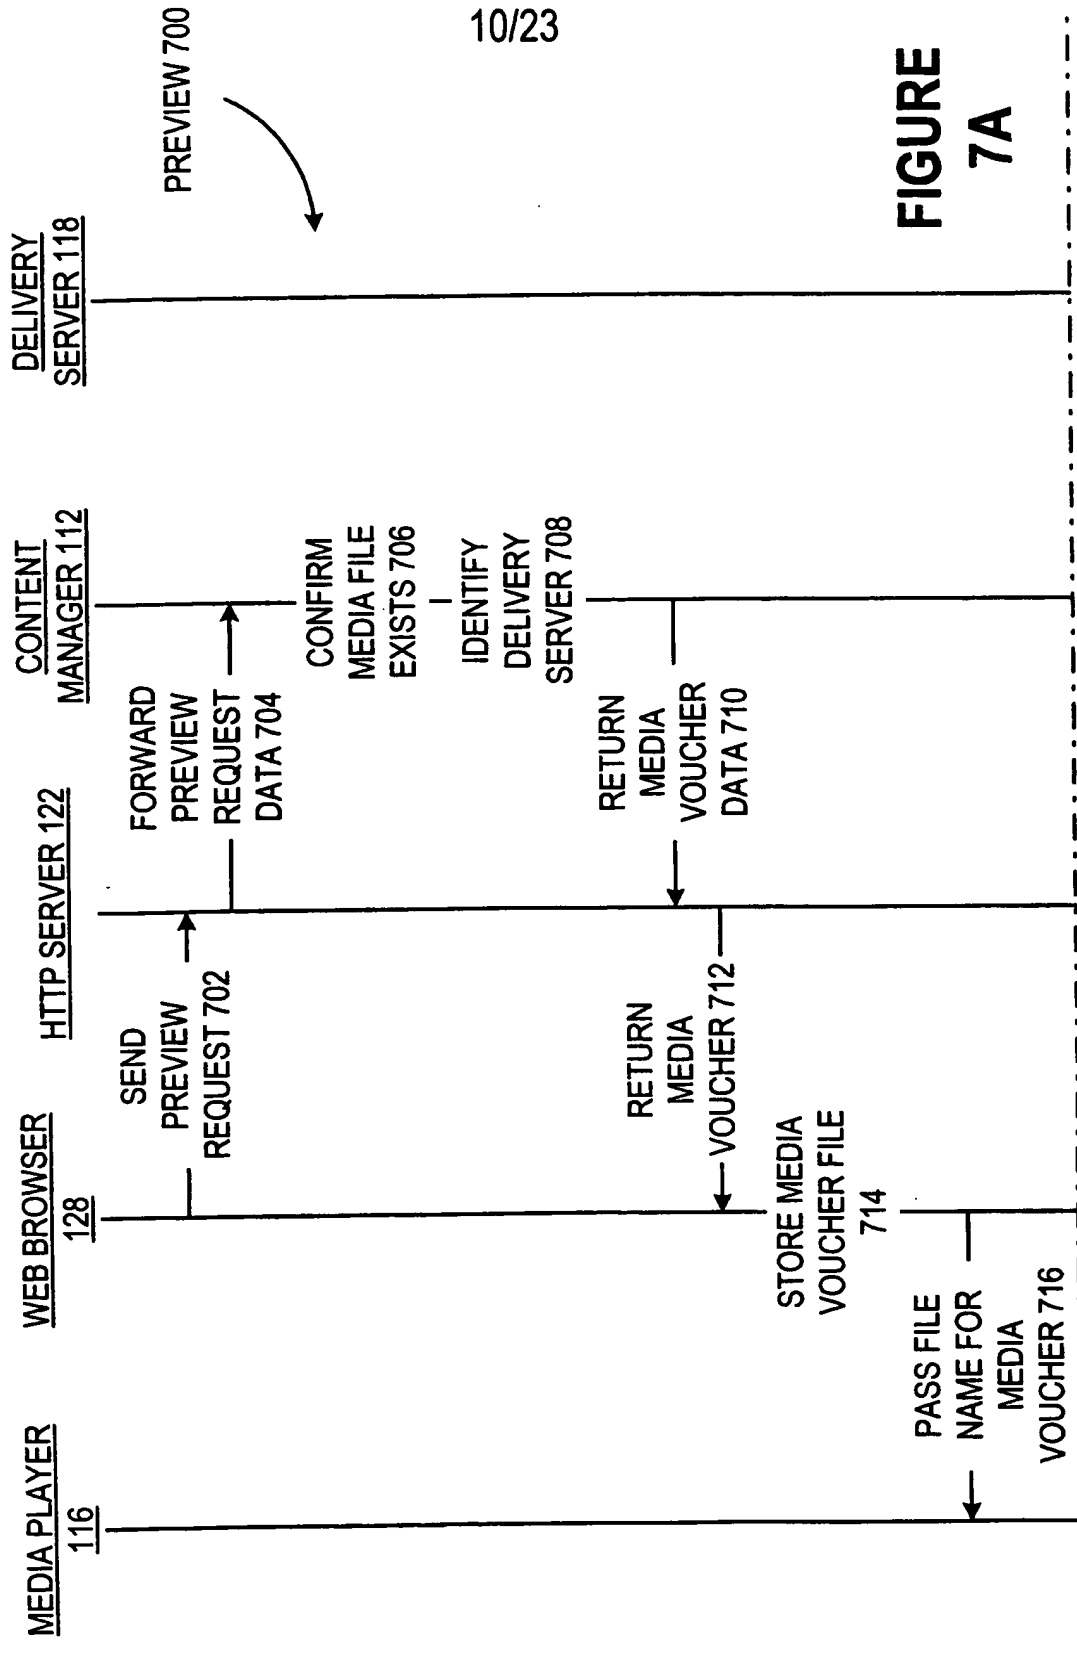 10/23
PREVIEW 700
MEDIA PLAYER
116
WEB BROWSER
128
HTTP SERVER 122
CONTENT
MANAGER 112
DELIVERY
SERVER 118
SEND
PREVIEW
REQUEST 702
FORWARD
PREVIEW
REQUEST
DATA 704
CONFIRM
MEDIA FILE
EXISTS 706
IDENTIFY
DELIVERY
SERVER 708
RETURN
MEDIA
VOUCHER
DATA 710
RETURN
MEDIA
VOUCHER 712
STORE MEDIA
VOUCHER FILE
714
PASS FILE
NAME FOR
MEDIA
VOUCHER 716
FIGURE
7A